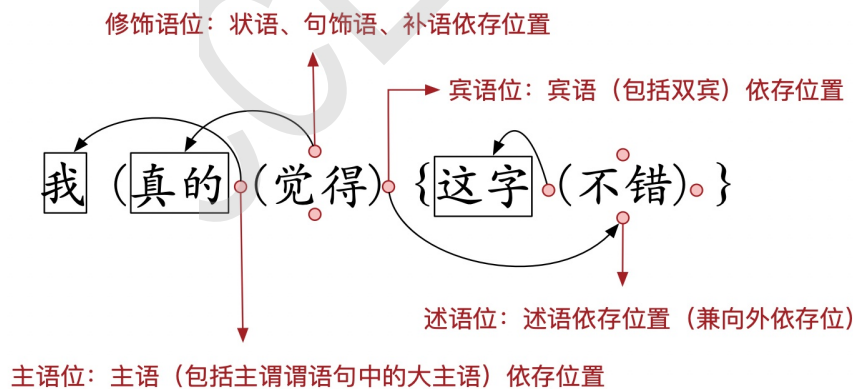 修饰语位：状语、句饰语、补语依存位置
宾语位：宾语（包括双宾）依存位置
我（真的（觉得）{这字（不错）}
述语位：述语依存位置（兼向外依存位）
主语位：主语（包括主谓谓语句中的大主语）依存位置